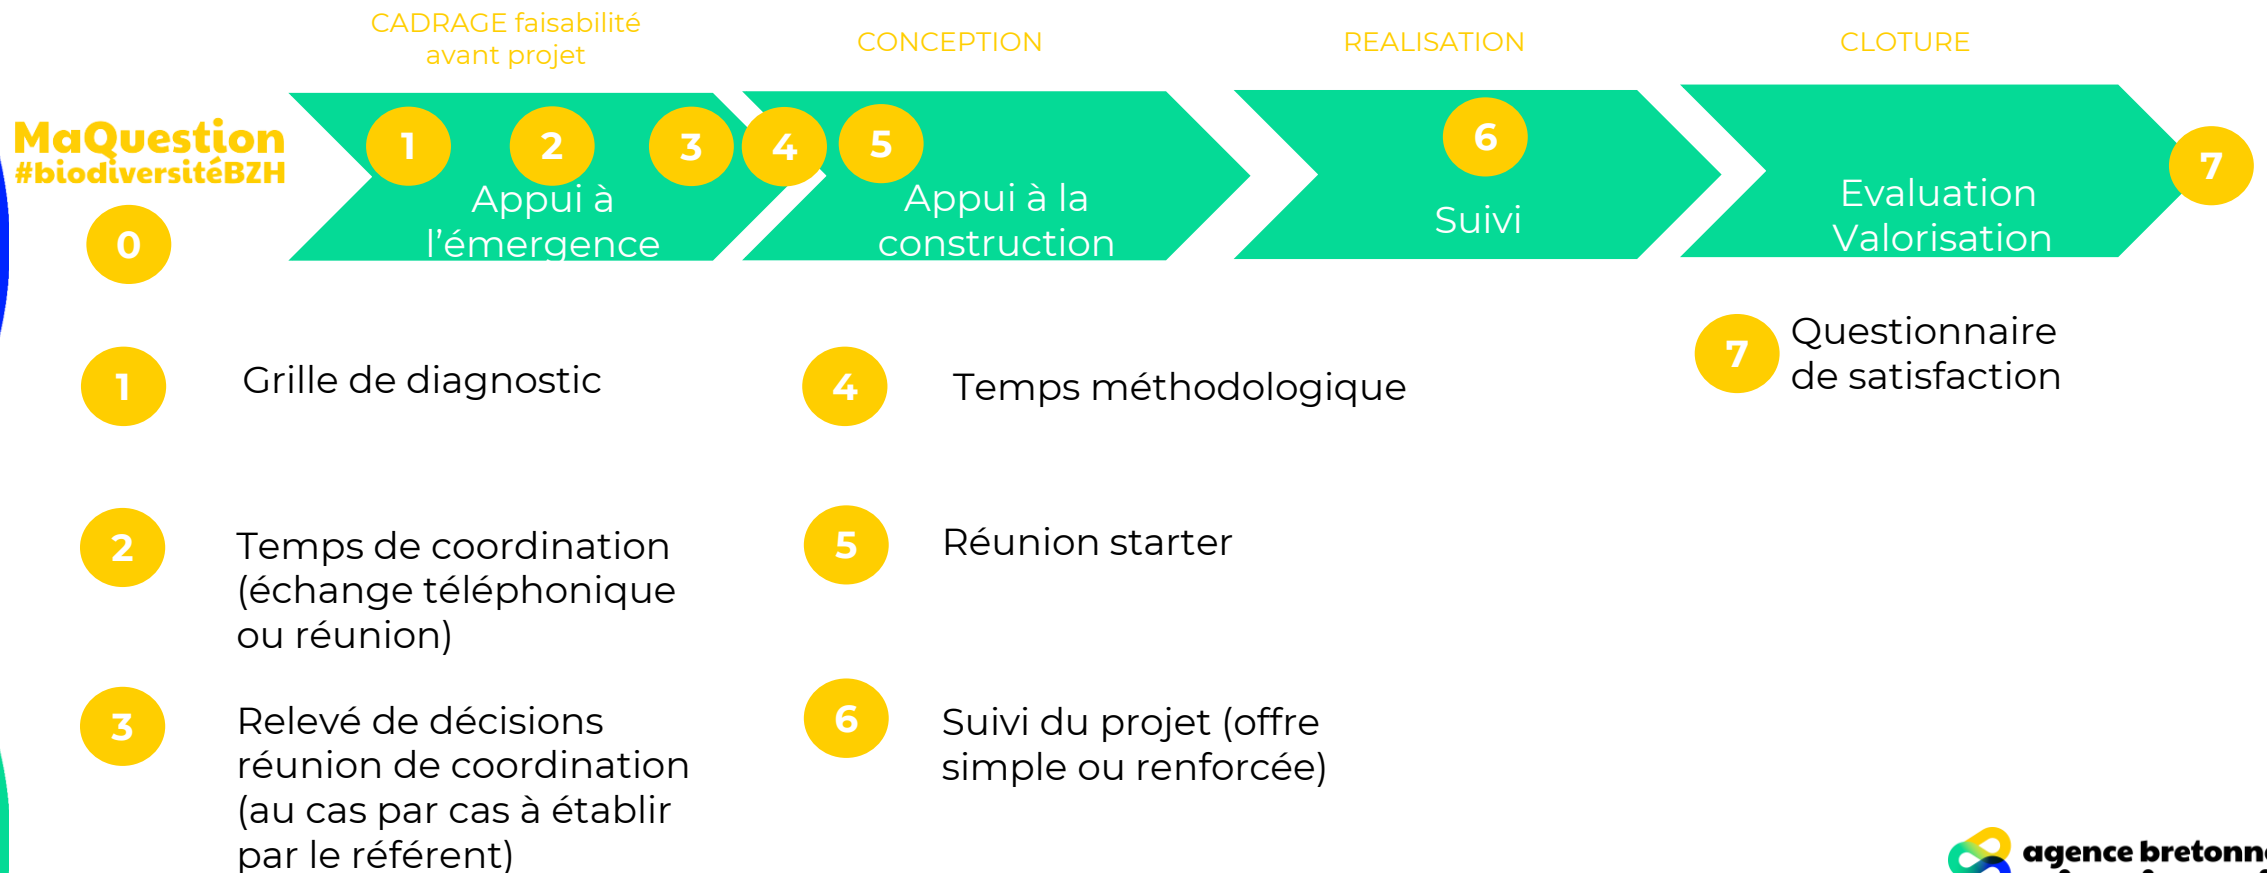 CADRAGE faisabilité
avant projet
CONCEPTION
REALISATION
CLOTURE
MaQuestion
#biodiversitéBZH
0
1
2
3
4
5
6
7
Appui à
l’émergence
Appui à la
construction
Suivi
Evaluation
Valorisation
1
Grille de diagnostic
2
Temps de coordination
(échange téléphonique
ou réunion)
3
Relevé de décisions
réunion de coordination
(au cas par cas à établir
par le référent)
4
Temps méthodologique
5
Réunion starter
6
Suivi du projet (offre
simple ou renforcée)
7
Questionnaire
de satisfaction
agence bretonn